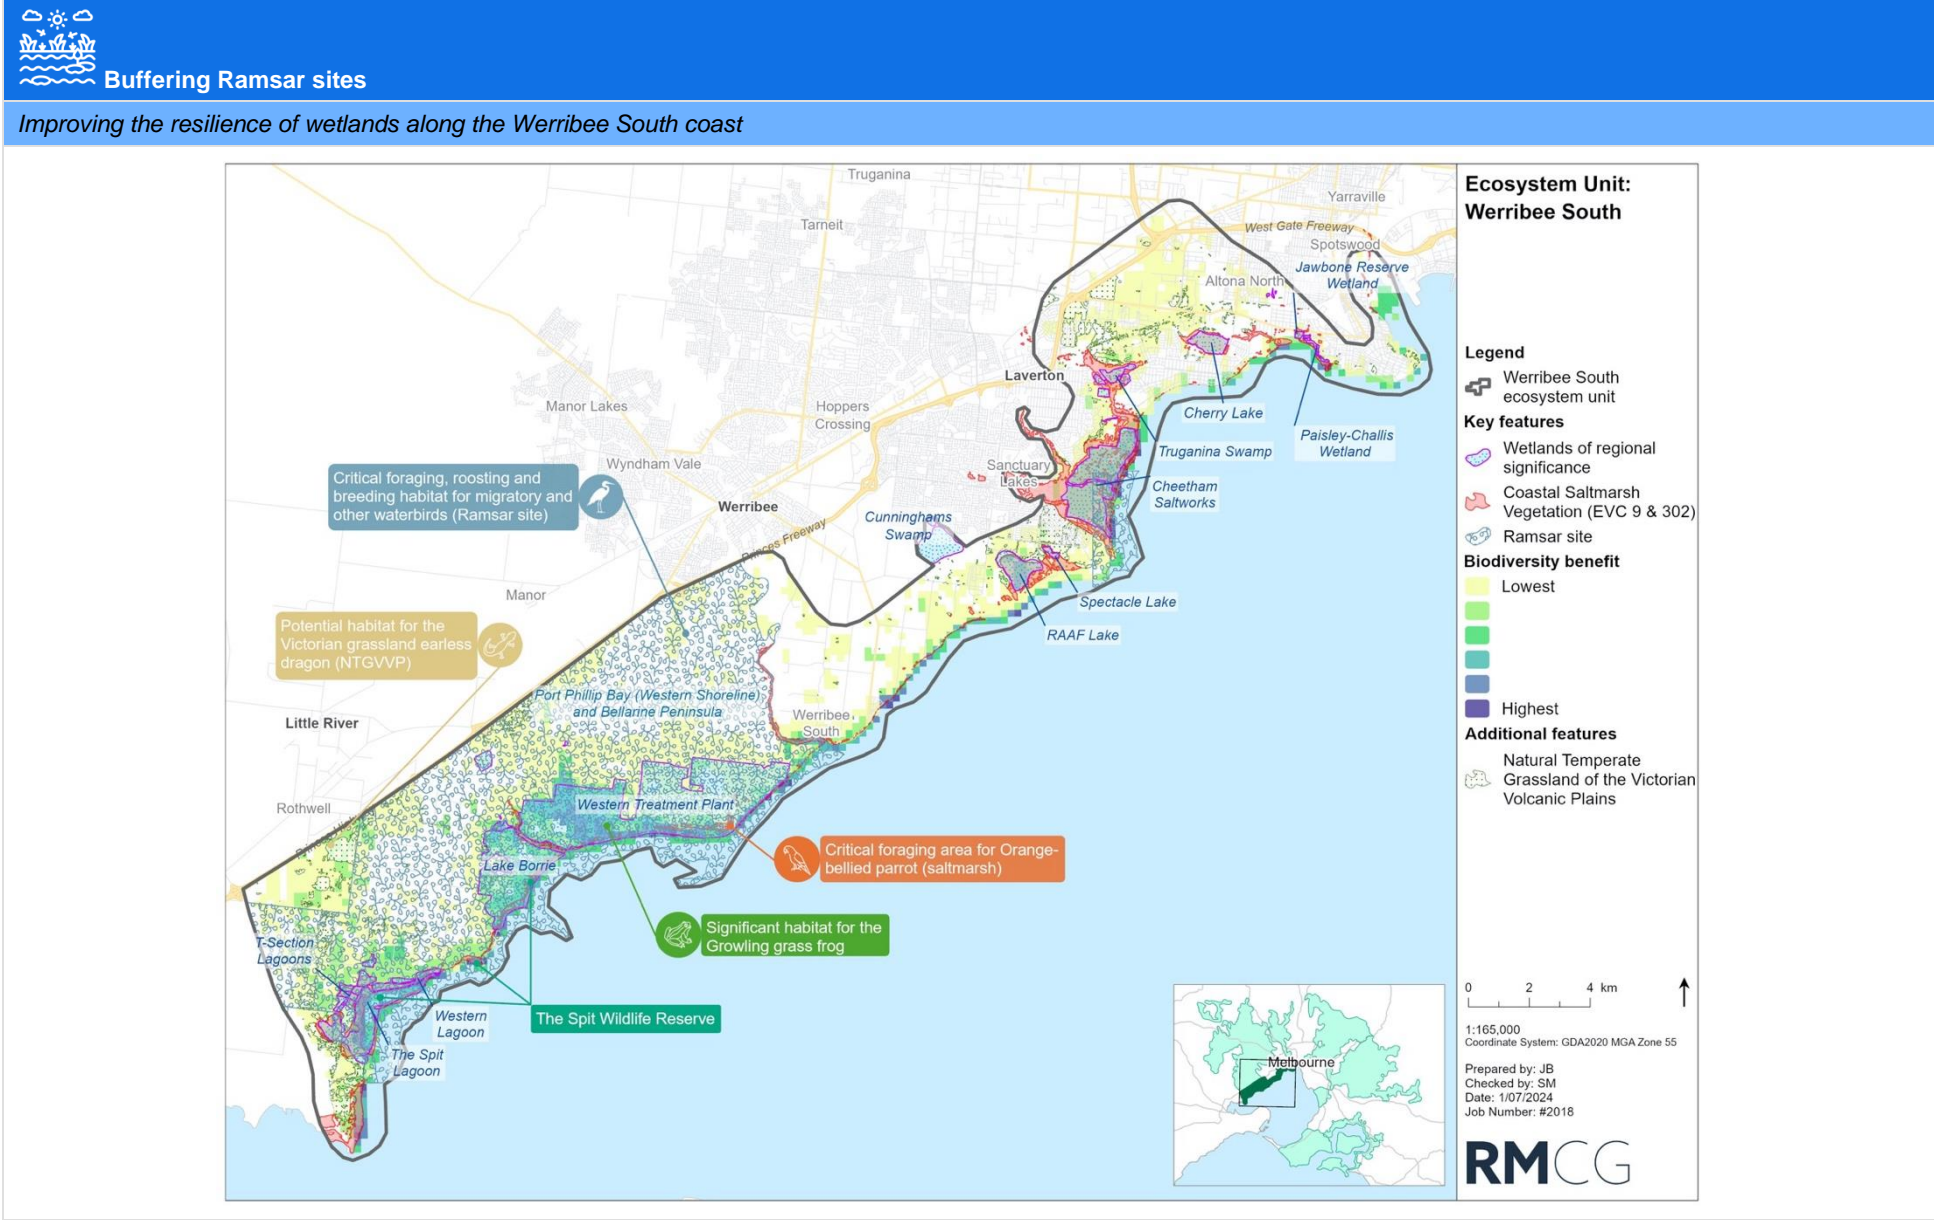 Buffering Ramsar sites
Improving the resilience of wetlands along the Werribee South coast
Truganina
Tarneit
Yarraville
West Gate Freeway
Spotswood
Jawbone Reserve
Wetland
Altona North
Laverton
Manor Lakes
Hoppers
Crossing
Cherry Lake
Paisley-Challis
Wetland
Truganina Swamp
Wyndham Vale
Sanctuary
Lakes
Cheetham
Saltworks
Critical foraging, roosting and
breeding habitat for migratory and
other waterbirds (Ramsar site)
Werribee
Cunninghams
Swamp
Princes Freeway
Manor
Spectacle Lake
RAAF Lake
Potential habitat for the
Victorian grassland earless
dragon (NTGVVP)
Port Phillip Bay (Western Shoreline)
and Bellarine Peninsula
Little River
Werribee
South
Rothwell
Western Treatment Plant
Lake Borrie
Critical foraging area for Orange-
bellied parrot (saltmarsh)
Significant habitat for the
Growling grass frog
T-Section
Lagoons
Western
Lagoon
The Spit Wildlife Reserve
The Spit
Lagoon
Melbourne
Ecosystem Unit:
Werribee South
Legend
Werribee South
ecosystem unit
Key features
Wetlands of regional
significance
Coastal Saltmarsh
Vegetation (EVC 9 & 302)
Ramsar site
Biodiversity benefit
Lowest
Highest
Additional features
Natural Temperate
Grassland of the Victorian
Volcanic Plains
0 2 4 km
1:165,000
Coordinate System: GDA2020 MGA Zone 55
Prepared by: JB
Checked by: SM
Date: 1/07/2024
Job Number: #2018
RMCG